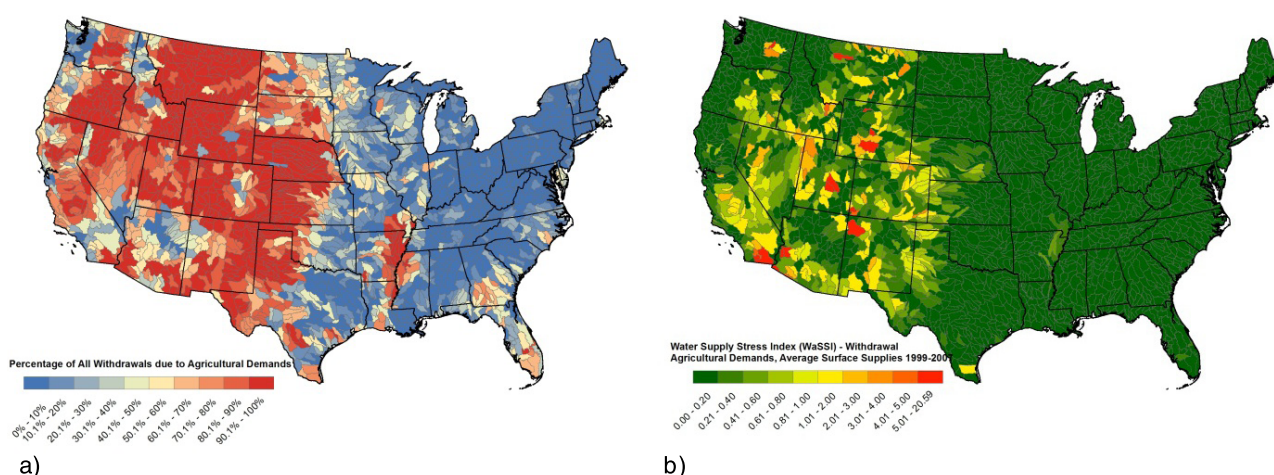 Percentage of All Withdrawals due to Agricultural Demands
0% - 10%
10.1% - 20%
20.1% - 30%
30.1% - 40%
40.1% - 50%
50.1% - 60%
60.1% - 70%
70.1% - 80%
80.1% - 90%
90.1% - 100%
a)
Water Supply Stress Index (WaSSI) - Withdrawal
Agricultural Demands, Average Surface Supplies 1999-2007
0.00 - 0.20
0.21 - 0.40
0.41 - 0.60
0.61 - 0.80
0.81 - 1.00
1.01 - 2.00
2.01 - 3.00
3.01 - 4.00
4.01 - 5.00
5.01 - 20.59
b)